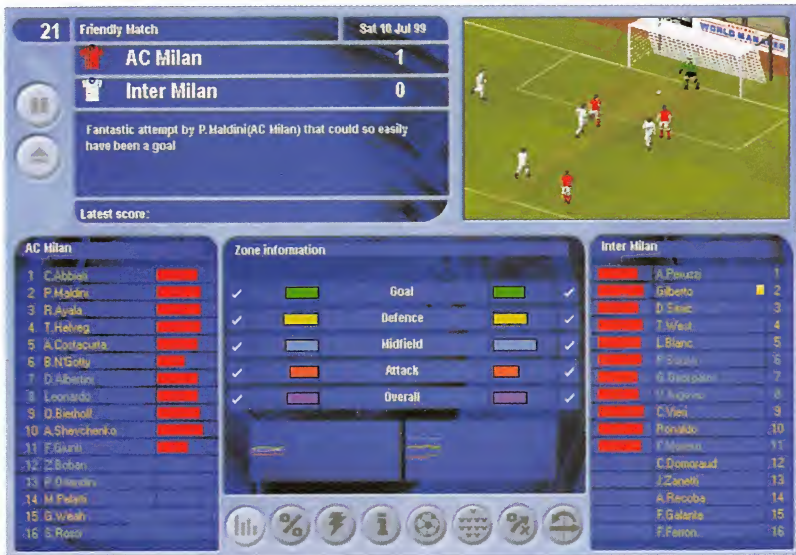 21 Friendly Match Sat 10 Jul 99
AC Milan 1
Inter Milan 0
Fantastic attempt by P.Maldini(AC Milan) that could so easily
have been a goal
Latest score:
WORLD MANAGER
AC Milan
1 C.Abbiati
2 P.Maldini
3 R.Ayala
4 T.Helveg
5 A.Costacurta
6 B.N'Gotty
7 D.Albertini
8 Leonardo
9 O.Bierhoff
10 A.Shevchenko
11 F.Giunti
12 Z.Boban
13 P.Orlandini
14 M.Pelatti
15 G.Weah
16 S.Rossi
Zone information
Goal
Defence
Midfield
Attack
Overall
Inter Milan
A.Peruzzi 1
Gilberto 2
D.Simic 3
T.West 4
L.Blanc 5
6
7
8
C.Vieri 9
Ronaldo 10
F.Moriero 11
C.Domoraud 12
J.Zanetti 13
A.Recoba 14
F.Galante 15
F.Ferron 16